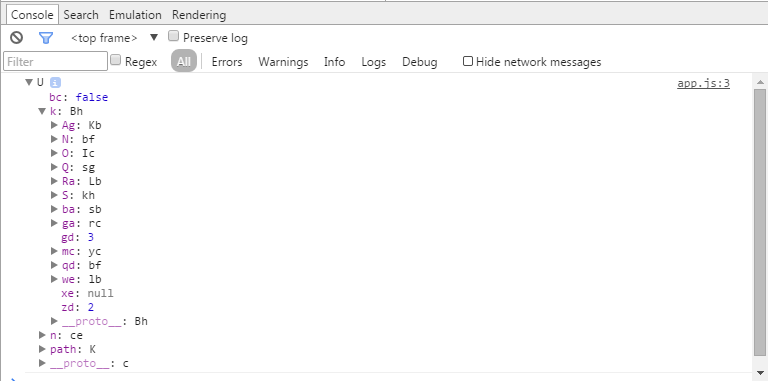 Console Search Emulation Rendering
<top frame> ▼ Preserve log
Filter Regex All Errors Warnings Info Logs Debug Hide network messages
▼ U i app.js:3
bc: false
▼ k: Bh
▶ Ag: Kb
▶ N: bf
▶ O: Ic
▶ Q: sg
▶ Ra: Lb
▶ S: kh
▶ ba: sb
▶ ga: rc
gd: 3
▶ mc: yc
▶ qd: bf
▶ we: lb
xe: null
zd: 2
▶ __proto__: Bh
▶ n: ce
▶ path: K
▶ __proto__: c